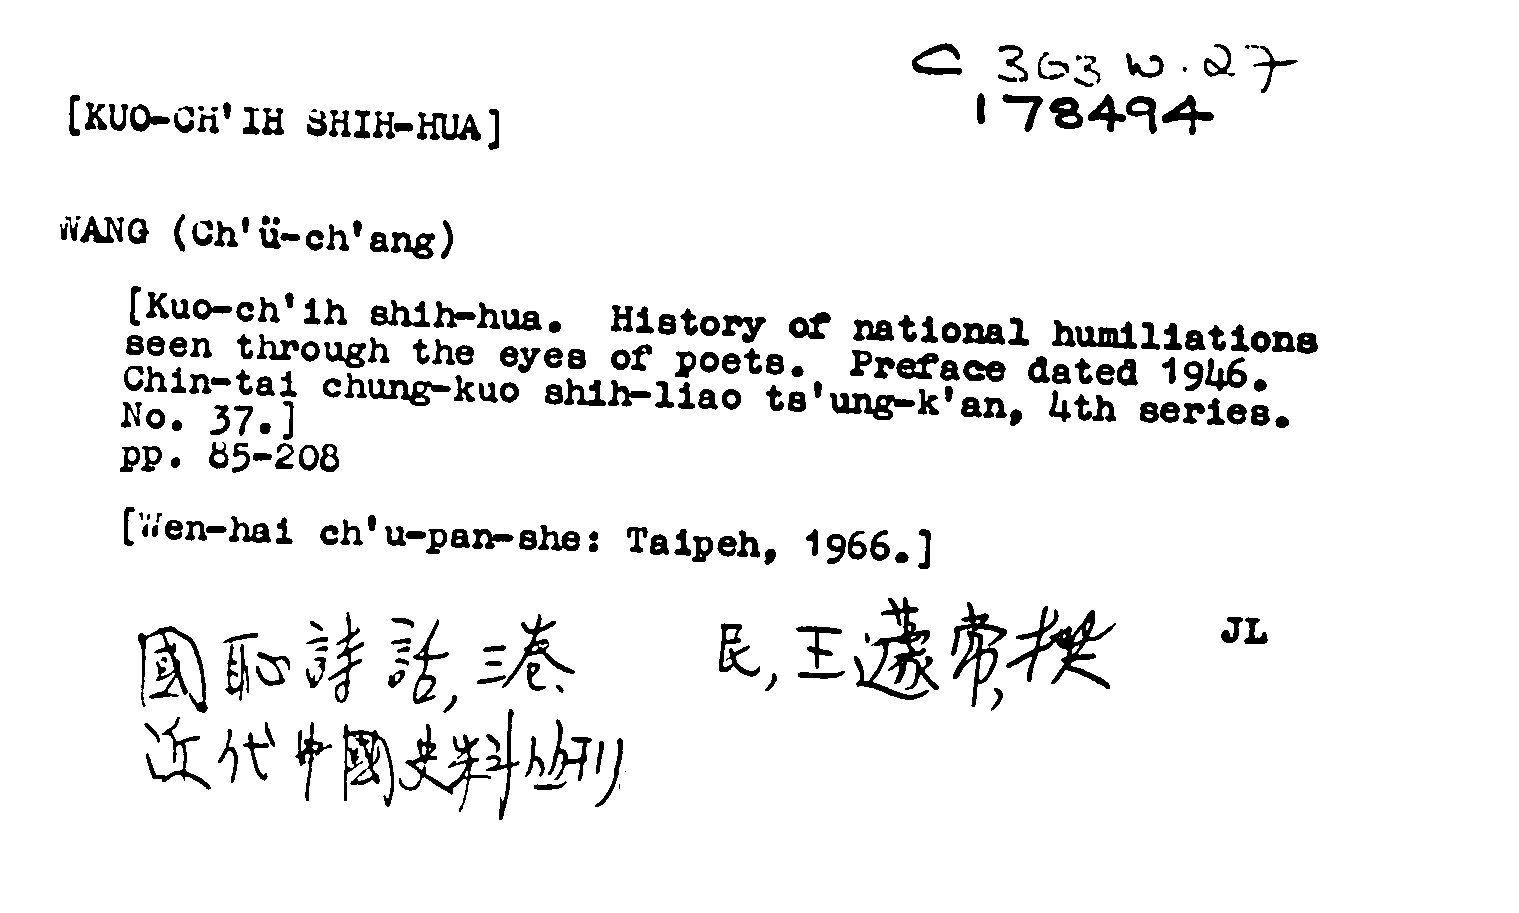 C 363 w. 27
178494
[KUO-CH'IH SHIH-HUA]
WANG (Ch'ü-ch'ang)
[Kuo-ch'ih shih-hua. History of national humiliations
seen through the eyes of poets. Preface dated 1946.
Chin-tai chung-kuo shih-liao ts'ung-k'an, 4th series.
No. 37.]
pp. 85-208
[Wen-hai ch'u-pan-she: Taipeh, 1966.]
國恥詩話, 三卷. 民, 王蘧常, 撰 JL
近代中國史料丛刊